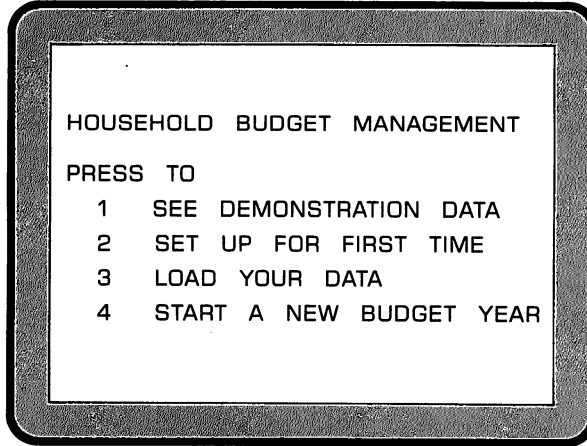 HOUSEHOLD BUDGET MANAGEMENT
PRESS TO
1 SEE DEMONSTRATION DATA
2 SET UP FOR FIRST TIME
3 LOAD YOUR DATA
4 START A NEW BUDGET YEAR